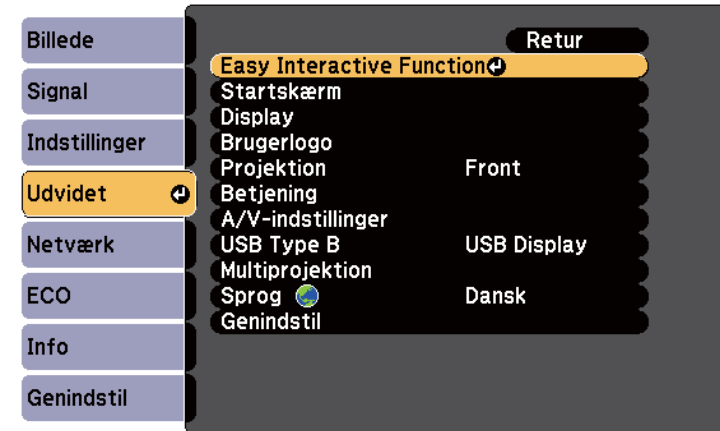 Billede
Signal
Indstillinger
Udvidet
Netværk
ECO
Info
Genindstil
Retur
Easy Interactive Function
Startskærm
Display
Brugerlogo
Projektion Front
Betjening
A/V-indstillinger
USB Type B USB Display
Multiprojektion
Sprog Dansk
Genindstil